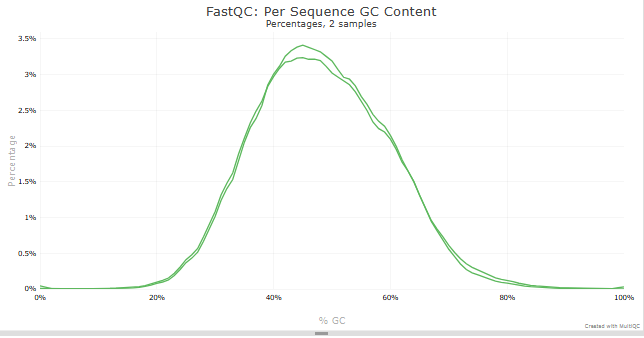 FastQC: Per Sequence GC Content
Percentages, 2 samples
3.5%
3%
2.5%
2%
1.5%
1%
0.5%
0%
Percentage
0%
20%
40%
60%
80%
100%
% GC
Created with MultiQC